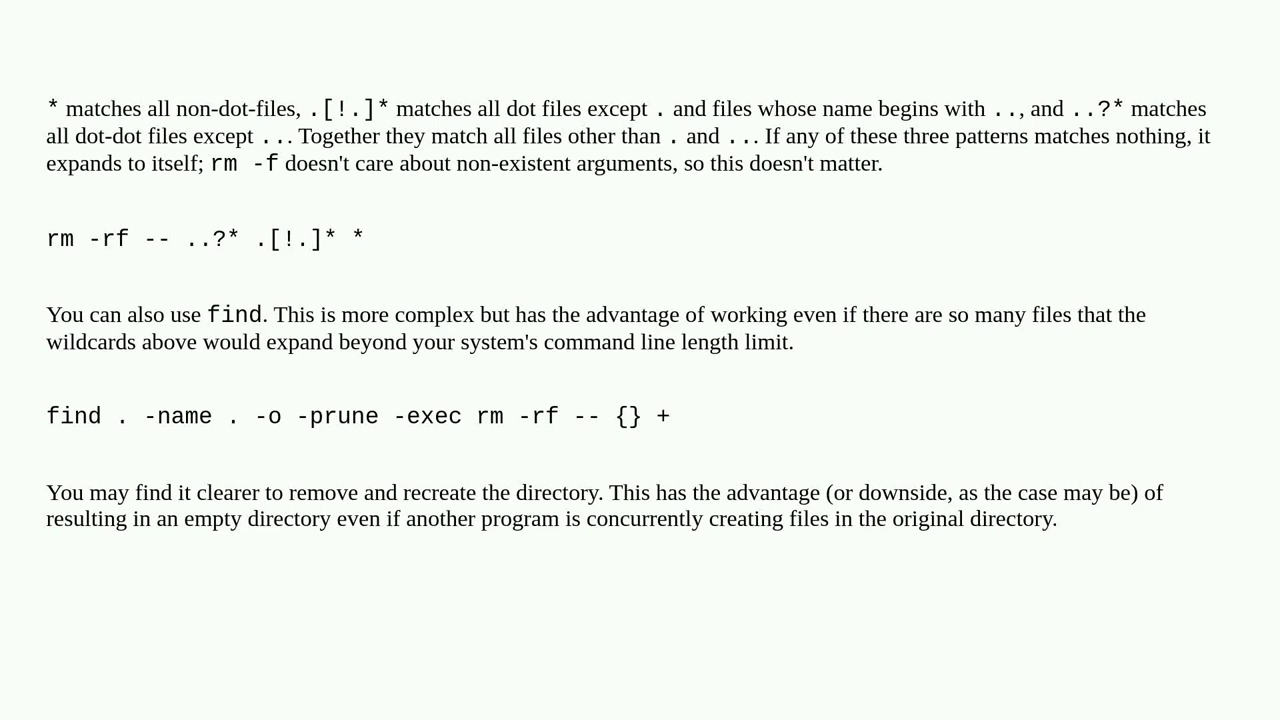 * matches all non-dot-files, .[!.]* matches all dot files except . and files whose name begins with .., and ..?* matches
all dot-dot files except ... Together they match all files other than . and ... If any of these three patterns matches nothing, it
expands to itself; rm -f doesn't care about non-existent arguments, so this doesn't matter.
rm -rf -- ..?* .[!.]* *
You can also use find. This is more complex but has the advantage of working even if there are so many files that the
wildcards above would expand beyond your system's command line length limit.
find . -name . -o -prune -exec rm -rf -- {} +
You may find it clearer to remove and recreate the directory. This has the advantage (or downside, as the case may be) of
resulting in an empty directory even if another program is concurrently creating files in the original directory.